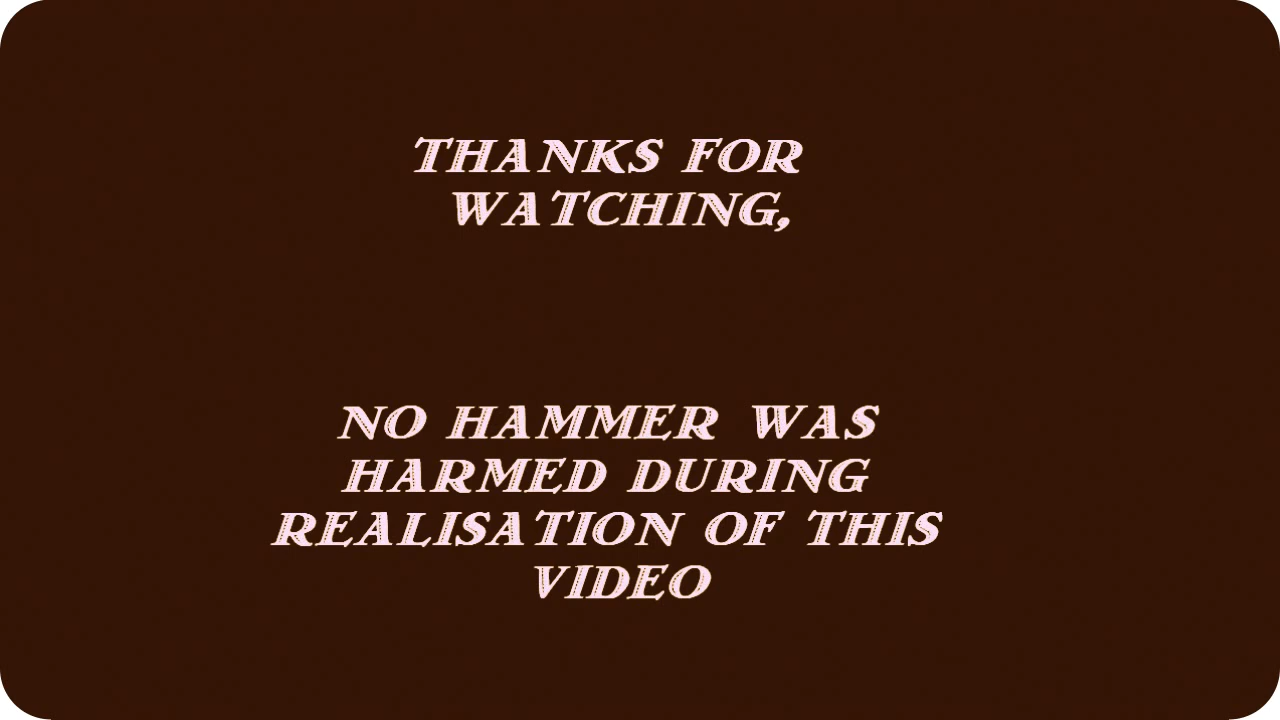 THANKS FOR
WATCHING,
NO HAMMER WAS
HARMED DURING
REALISATION OF THIS
VIDEO